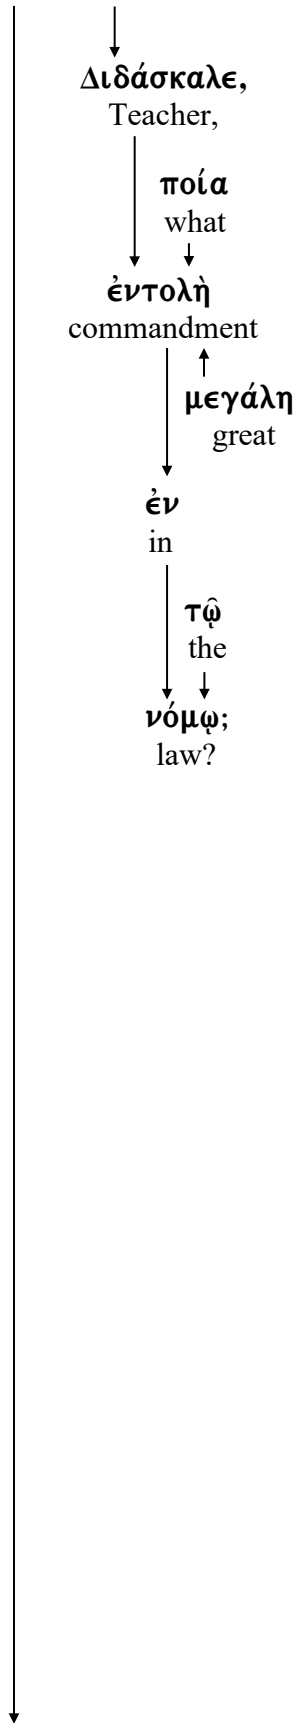 Διδάσκαλε,
Teacher,
ποία
what
ἐντολὴ
commandment
μεγάλη
great
ἐν
in
τῷ
the
νόμῳ;
law?